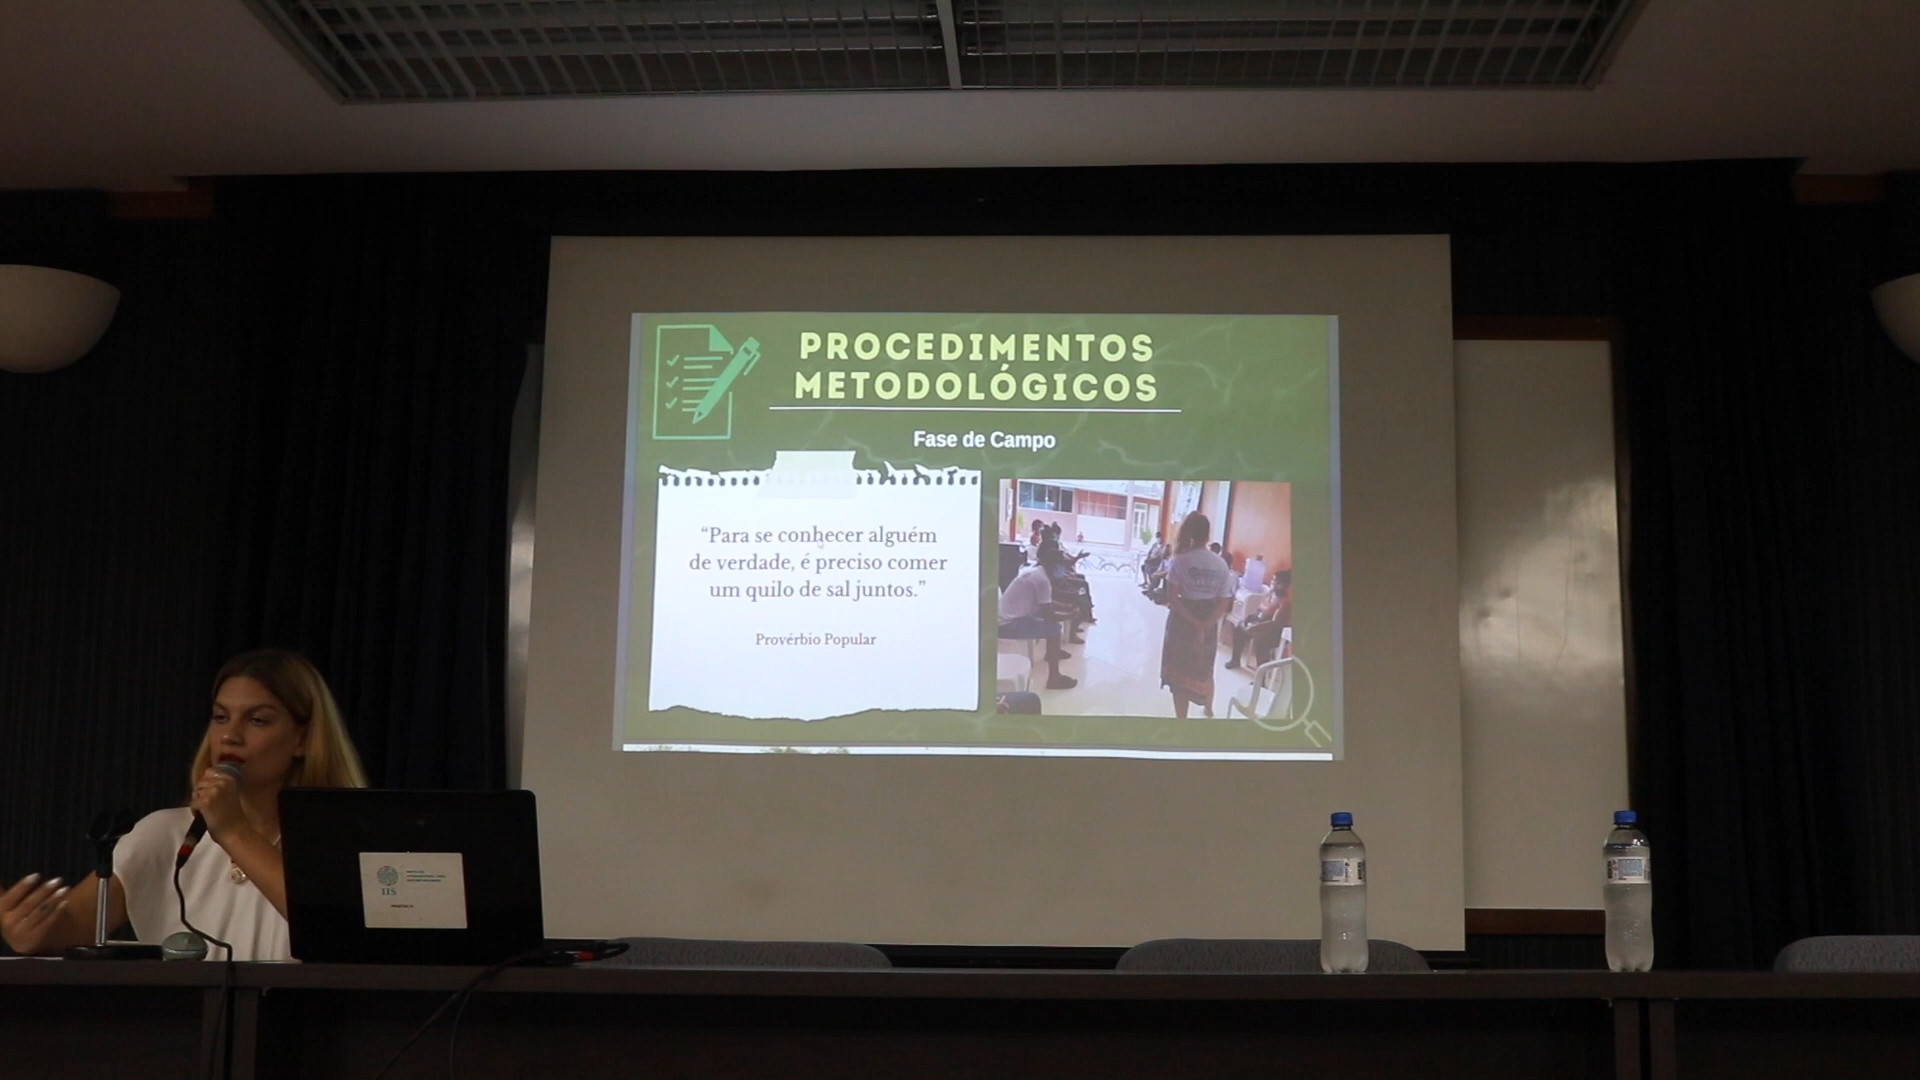 PROCEDIMENTOS
METODOLÓGICOS
Fase de Campo
“Para se conhecer alguém
de verdade, é preciso comer
um quilo de sal juntos.”
Provérbio Popular
IIS